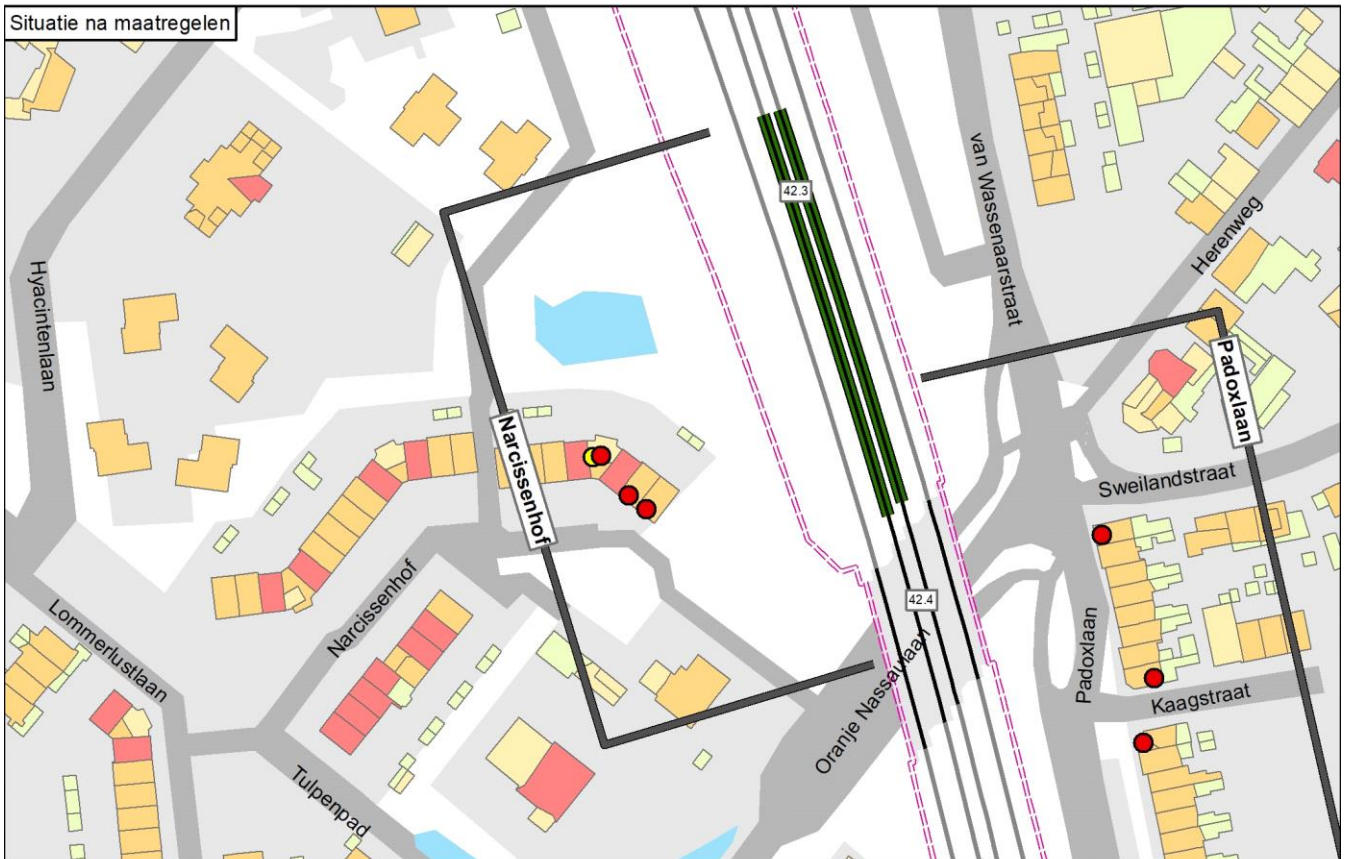 Situatie na maatregelen
42.3
van Wassenaarstraat
Herenweg
Hyacintenlaan
Padoxlaan
Narcissenhof
Sweilandstraat
Narcissenhof
42.4
Lommerlustlaan
Oranje Nassaulaan
Padoxlaan
Kaagstraat
Tulpenpad